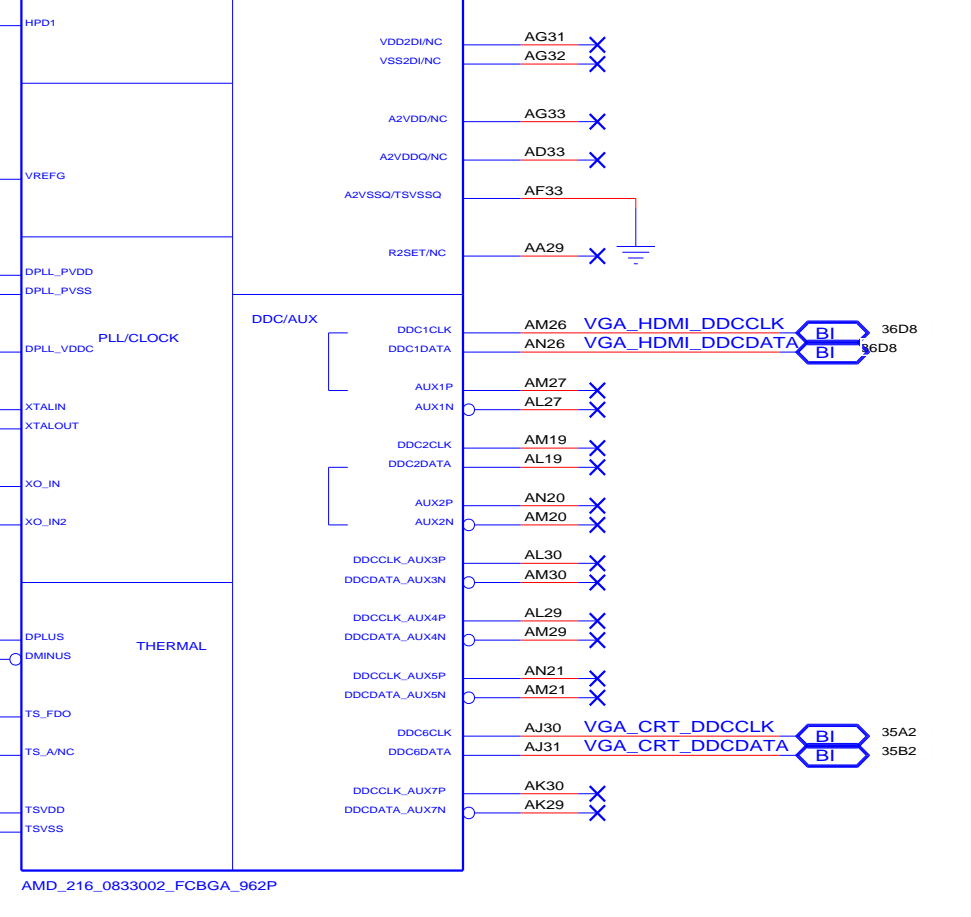 HPD1
VREFG
DPLL_PVDD
DPLL_PVSS
PLL/CLOCK
DPLL_VDDC
XTALIN
XTALOUT
XO_IN
XO_IN2
THERMAL
DPLUS
DMINUS
TS_FDO
TS_A/NC
TSVDD
TSVSS
VDD2DI/NC AG31
VSS2DI/NC AG32
A2VDD/NC AG33
A2VDDQ/NC AD33
A2VSSQ/TSVSSQ AF33
R2SET/NC AA29
DDC/AUX
DDC1CLK AM26 VGA_HDMI_DDCCLK BI 36D8
DDC1DATA AN26 VGA_HDMI_DDCDATA BI 36D8
AUX1P AM27
AUX1N AL27
DDC2CLK AM19
DDC2DATA AL19
AUX2P AN20
AUX2N AM20
DDCCLK_AUX3P AL30
DDCDATA_AUX3N AM30
DDCCLK_AUX4P AL29
DDCDATA_AUX4N AM29
DDCCLK_AUX5P AN21
DDCDATA_AUX5N AM21
DDC6CLK AJ30 VGA_CRT_DDCCLK BI 35A2
DDC6DATA AJ31 VGA_CRT_DDCDATA BI 35B2
DDCCLK_AUX7P AK30
DDCDATA_AUX7N AK29
AMD_216_0833002_FCBGA_962P